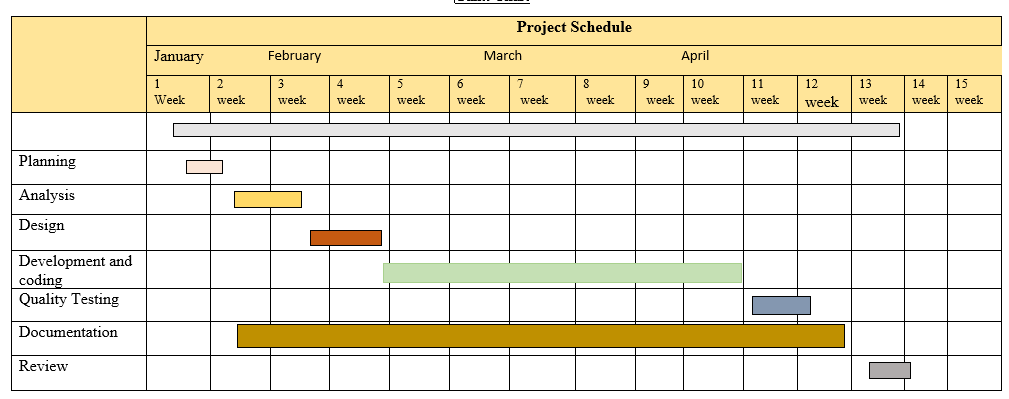 Project Schedule
January February March April
1 2 3 4 5 6 7 8 9 10 11 12 13 14 15
Week week week week week week week week week week week week week week week
Planning
Analysis
Design
Development and
coding
Quality Testing
Documentation
Review